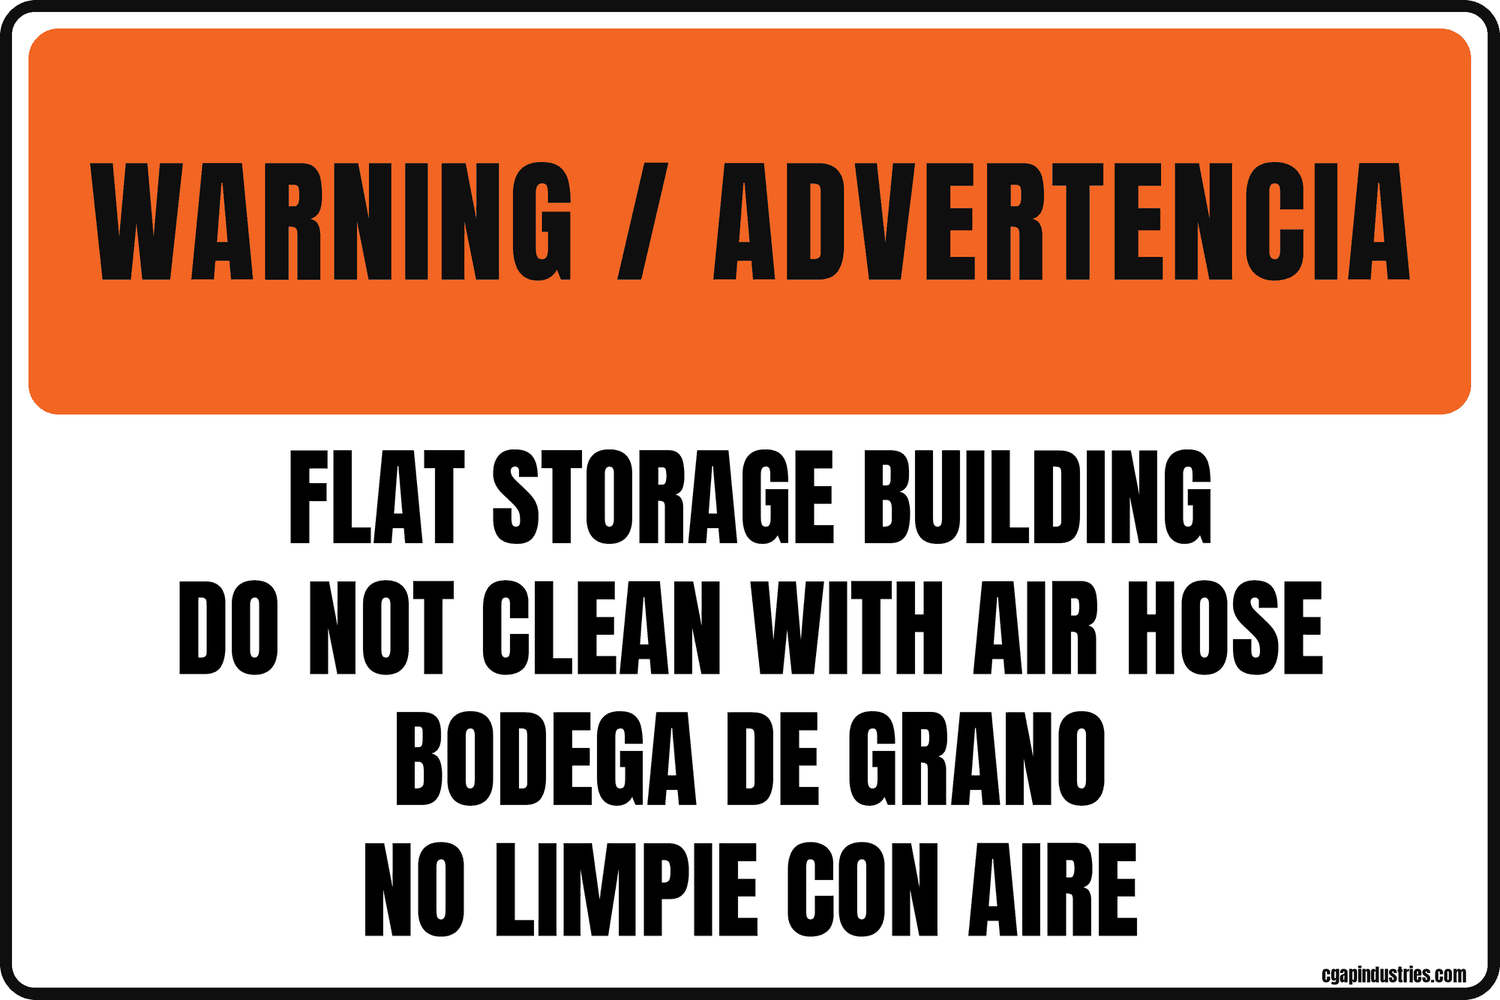 WARNING / ADVERTENCIA
FLAT STORAGE BUILDING
DO NOT CLEAN WITH AIR HOSE
BODEGA DE GRANO
NO LIMPIE CON AIRE
cgapindustries.com